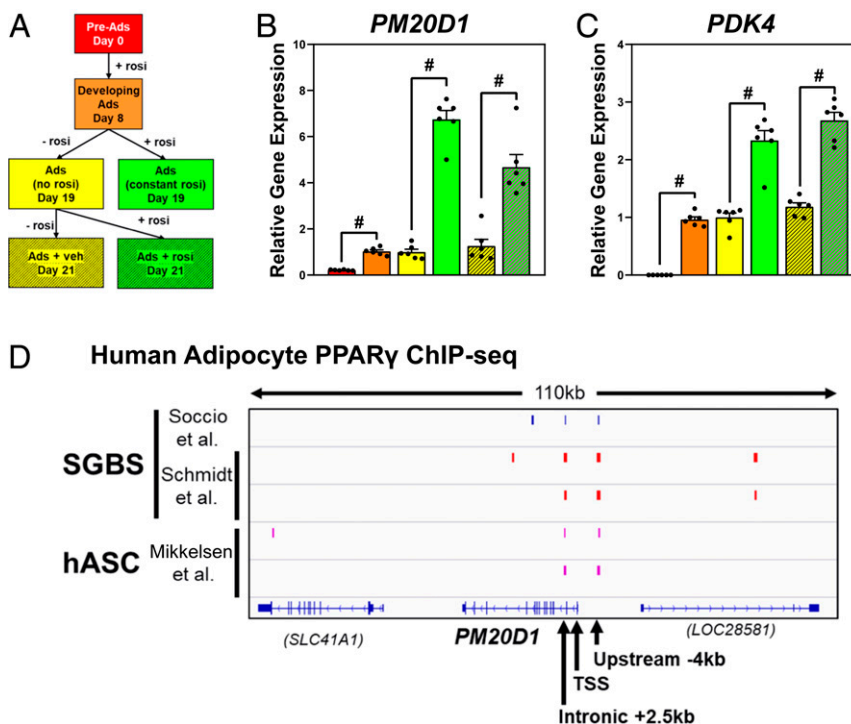 A
Pre-Ads
Day 0
+ rosi
Developing
Ads
Day 8
- rosi
+ rosi
Ads
(no rosi)
Day 19
Ads
(constant rosi)
Day 19
- rosi
+ rosi
Ads + veh
Day 21
Ads + rosi
Day 21
B
PM20D1
Relative Gene Expression
10
8
6
4
2
0
#
#
#
C
PDK4
Relative Gene Expression
4
3
2
1
0
#
#
#
D
Human Adipocyte PPARγ ChIP-seq
110kb
SGBS
Soccio
et al.
Schmidt
et al.
hASC
Mikkelsen
et al.
(SLC41A1)
PM20D1
(LOC28581)
Upstream -4kb
TSS
Intronic +2.5kb